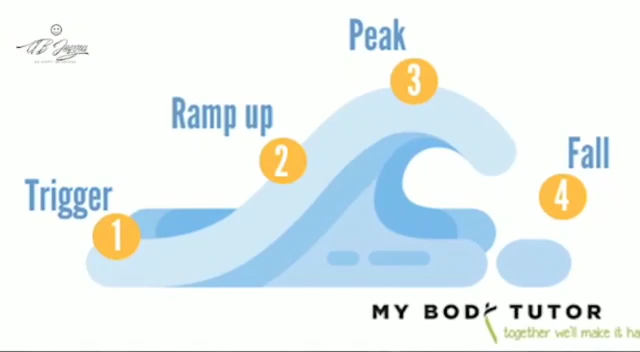 Peak
3
Ramp up
2
Fall
Trigger
4
1
MY BODY TUTOR
together we'll make it ha